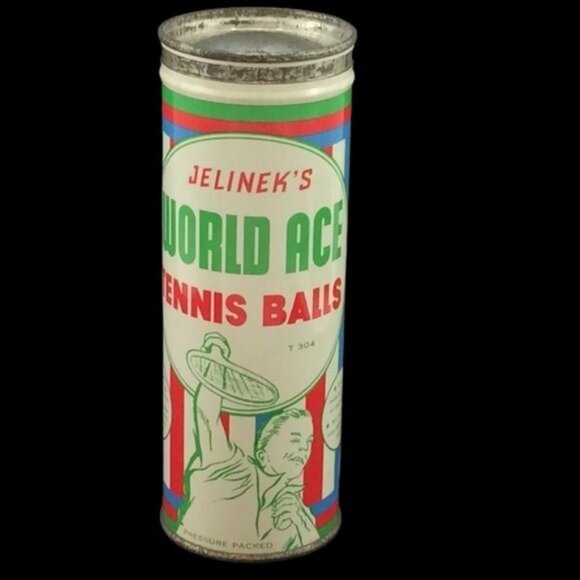 JELINEK'S
WORLD ACE
TENNIS BALLS
T 304
PRESSURE PACKED